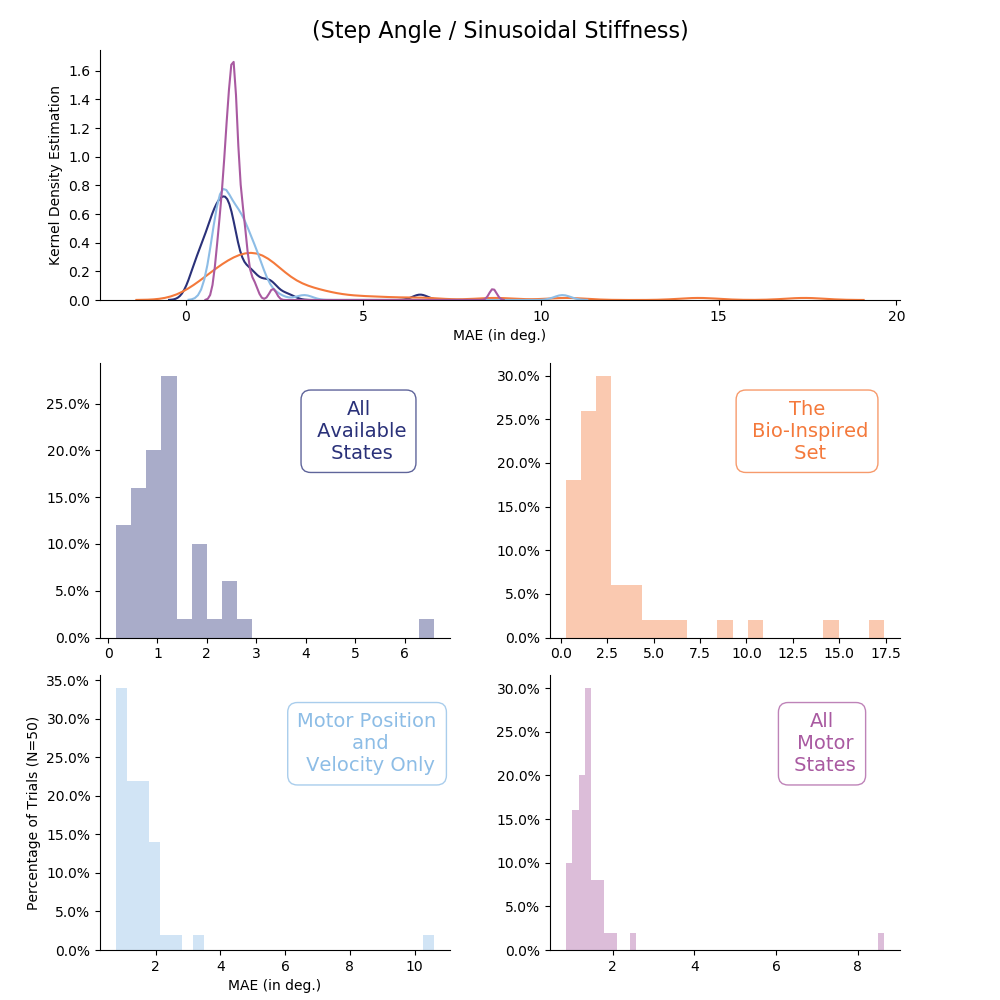 (Step Angle / Sinusoidal Stiffness)
Kernel Density Estimation
1.6
1.4
1.2
1.0
0.8
0.6
0.4
0.2
0.0
0 5 10 15 20
MAE (in deg.)
25.0%
20.0%
15.0%
10.0%
5.0%
0.0%
0 1 2 3 4 5 6
All
Available
States
30.0%
25.0%
20.0%
15.0%
10.0%
5.0%
0.0%
0.0 2.5 5.0 7.5 10.0 12.5 15.0 17.5
The
Bio-Inspired
Set
Percentage of Trials (N=50)
35.0%
30.0%
25.0%
20.0%
15.0%
10.0%
5.0%
0.0%
2 4 6 8 10
MAE (in deg.)
Motor Position
and
Velocity Only
30.0%
25.0%
20.0%
15.0%
10.0%
5.0%
0.0%
2 4 6 8
All
Motor
States